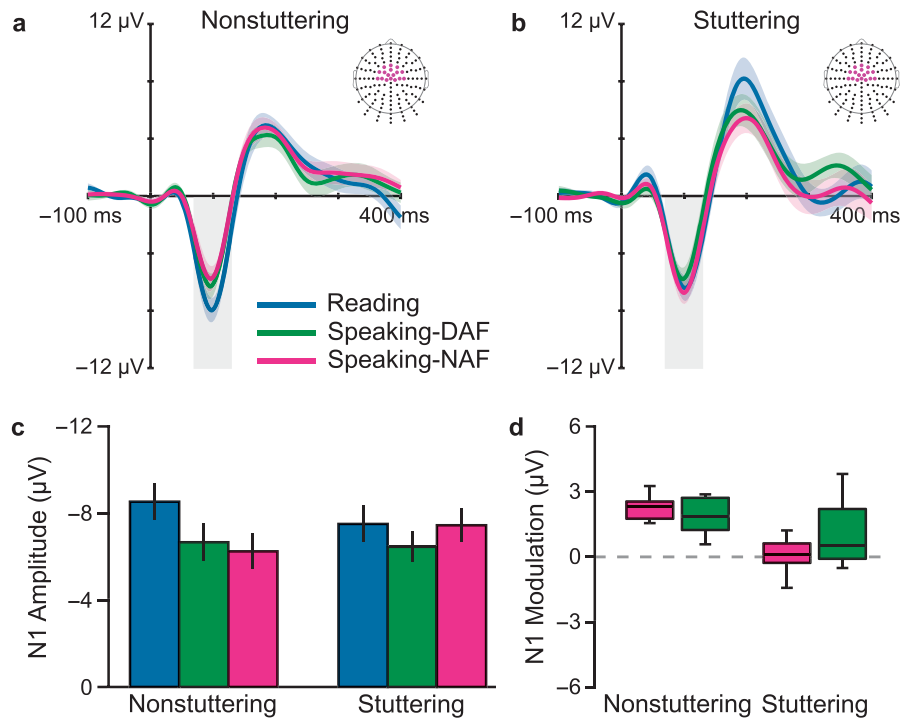 a
12 µV
Nonstuttering
−100 ms
400 ms
−12 µV
b
12 µV
Stuttering
−100 ms
400 ms
−12 µV
Reading
Speaking-DAF
Speaking-NAF
c
N1 Amplitude (µV)
−12
−8
−4
0
Nonstuttering
Stuttering
d
N1 Modulation (µV)
6
3
0
−3
−6
Nonstuttering
Stuttering